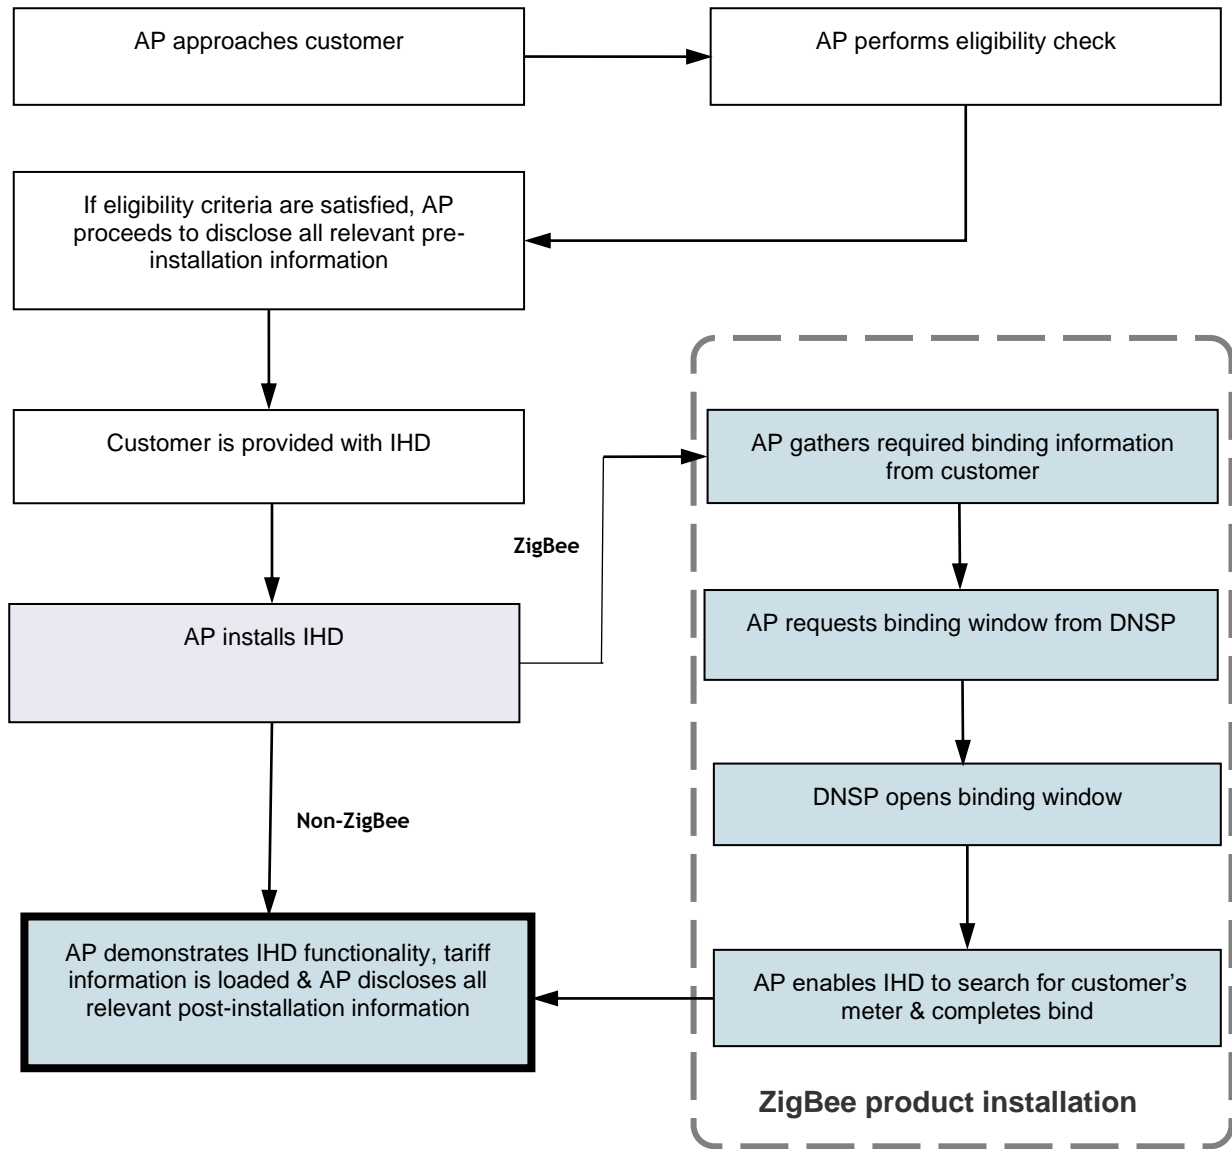 AP approaches customer
AP performs eligibility check
If eligibility criteria are satisfied, AP
proceeds to disclose all relevant pre-
installation information
Customer is provided with IHD
AP gathers required binding information
from customer
ZigBee
AP installs IHD
AP requests binding window from DNSP
DNSP opens binding window
Non-ZigBee
AP demonstrates IHD functionality, tariff
information is loaded & AP discloses all
relevant post-installation information
AP enables IHD to search for customer’s
meter & completes bind
ZigBee product installation